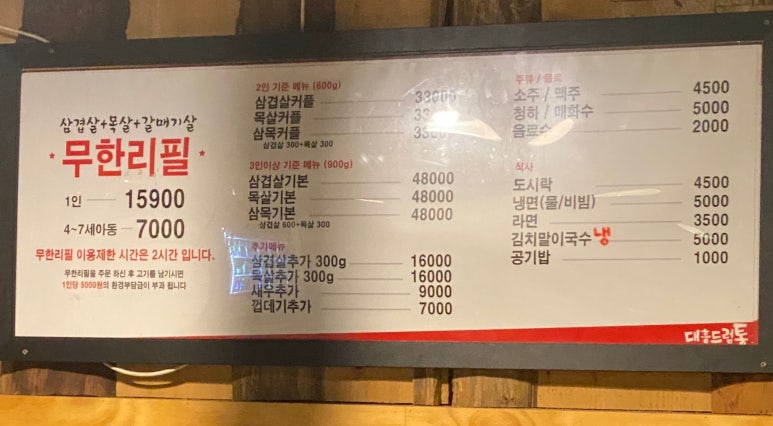 삼겹살+목살+갈매기살
무한리필
1인 15900
4~7세아동 7000
무한리필 이용제한 시간은 2시간 입니다.
무한리필을 주문 하신 후 고기를 남기시면
1인당 5000원의 환경부담금이 부과 됩니다
2인 기준 메뉴 (600g)
삼겹살커플 33000
목살커플
삼목커플
삼겹살 300+목살 300
3인이상 기준 메뉴 (900g)
삼겹살기본 48000
목살기본 48000
삼목기본 48000
삼겹살 600+목살 300
추가메뉴
삼겹살추가 300g 16000
목살추가 300g 16000
새우추가 9000
껍데기추가 7000
주류 / 음료
소주 / 맥주 4500
청하 / 매화수 5000
음료수 2000
식사
도시락 4500
냉면(물/비빔) 5000
라면 3500
김치말이국수 냉 5000
공기밥 1000
대흥드럼통